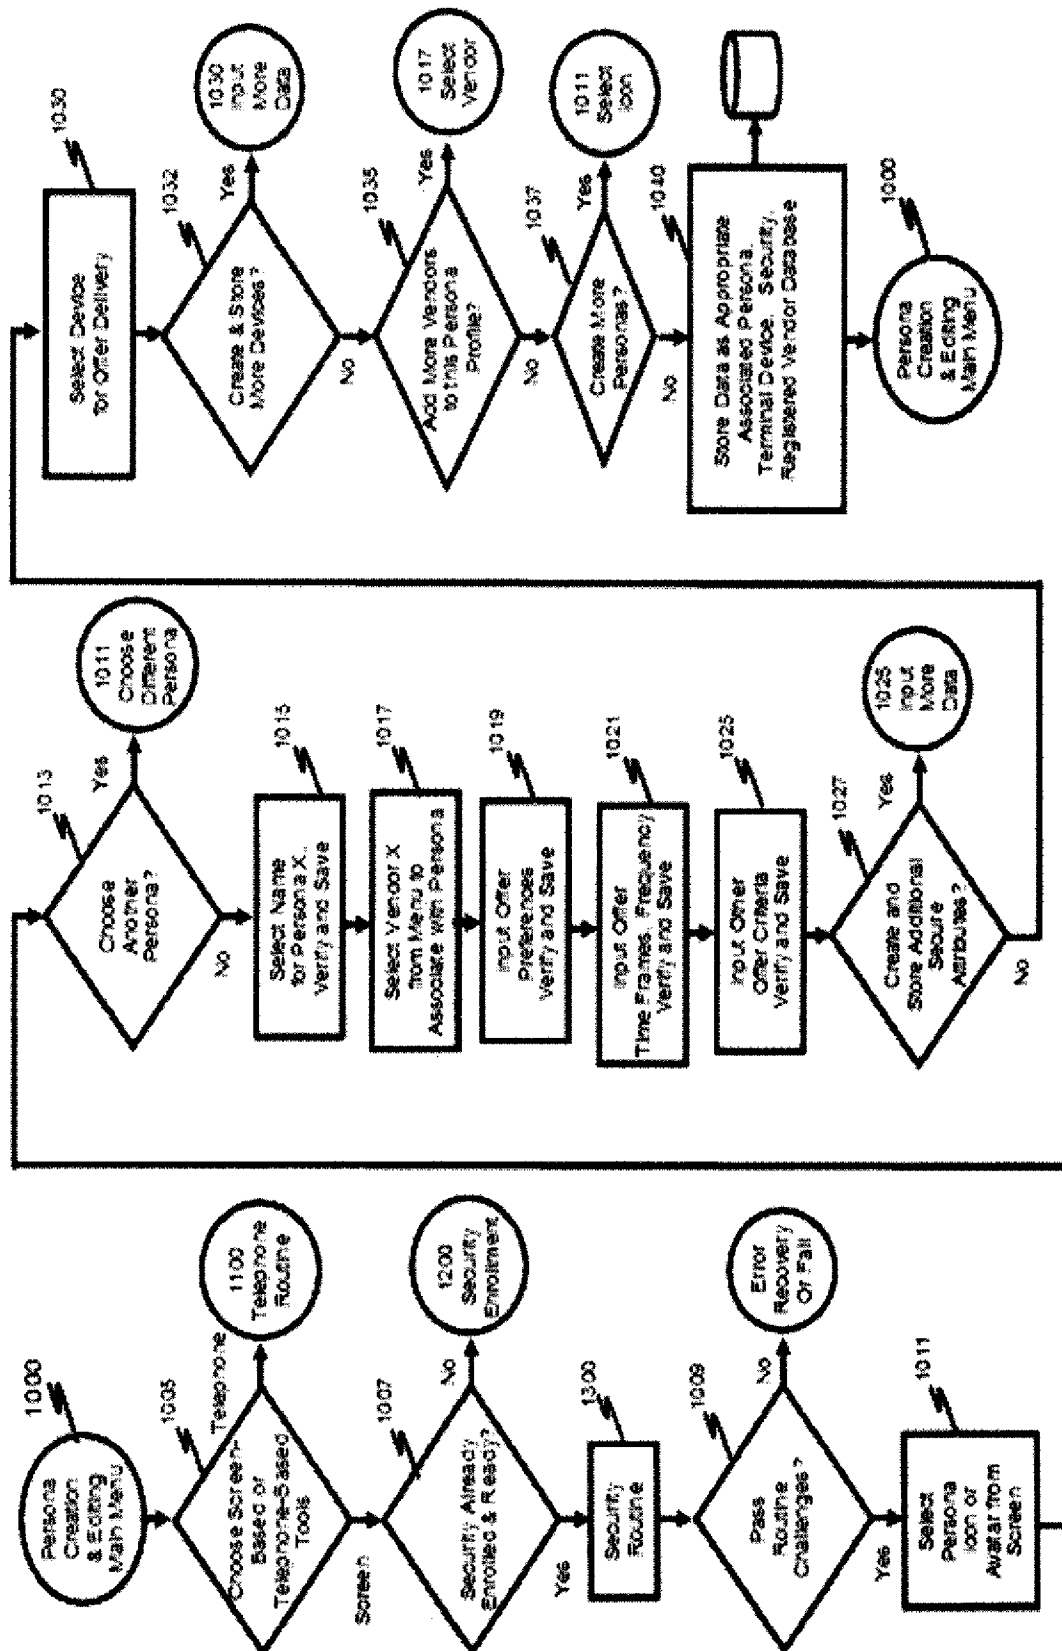 1000
Persona
Creation
& Editing
Main Menu
1005
Choose Screen-
Based or
Telephone-Based
Tools
Telephone
1100
Telephone
Routine
Screen
1007
Security Already
Enrolled & Ready?
No
1200
Security
Enrollment
Yes
1300
Security
Routine
1009
Pass
Routine
Challenges?
No
Error
Recovery
Or Fail
Yes
1011
Select
Persona
Icon or
Avatar from
Screen
1013
Choose
Another
Persona?
Yes
1011
Choose
Different
Persona
No
1015
Select Name
for Persona X,
Verify and Save
1017
Select Vendor X
from Menu to
Associate with Persona
1019
Input Offer
Preferences
Verify and Save
1021
Input Offer
Time Frames, Frequency
Verify and Save
1025
Input Other
Offer Criteria
Verify and Save
1027
Create and
Store Additional
Secure
Attributes?
Yes
1025
Input
More
Data
No
1030
Select Device
for Offer Delivery
1032
Create & Store
More Devices?
Yes
1030
Input
More
Data
No
1035
Add More Vendors
to this Persona
Profile?
Yes
1017
Select
Vendor
No
1037
Create More
Personas?
Yes
1011
Select
Icon
No
1040
Store Data as Appropriate
Associated Persona,
Terminal Device, Security,
Registered Vendor Database
1000
Persona
Creation
& Editing
Main Menu